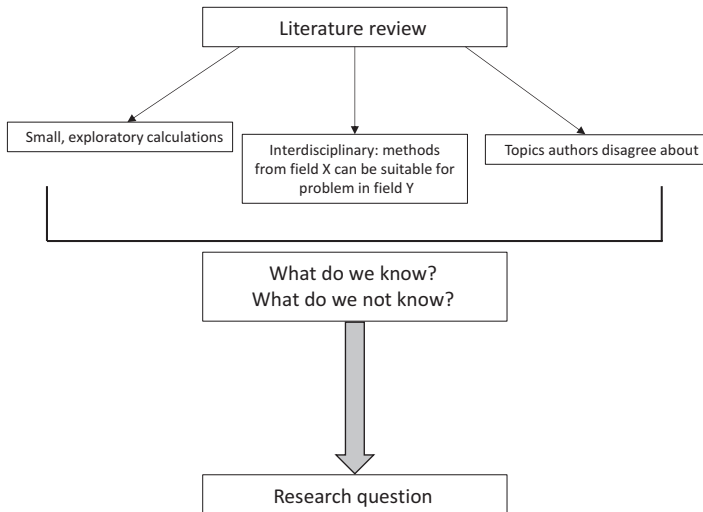 Literature review
Small, exploratory calculations
Interdisciplinary: methods
from field X can be suitable for
problem in field Y
Topics authors disagree about
What do we know?
What do we not know?
Research question